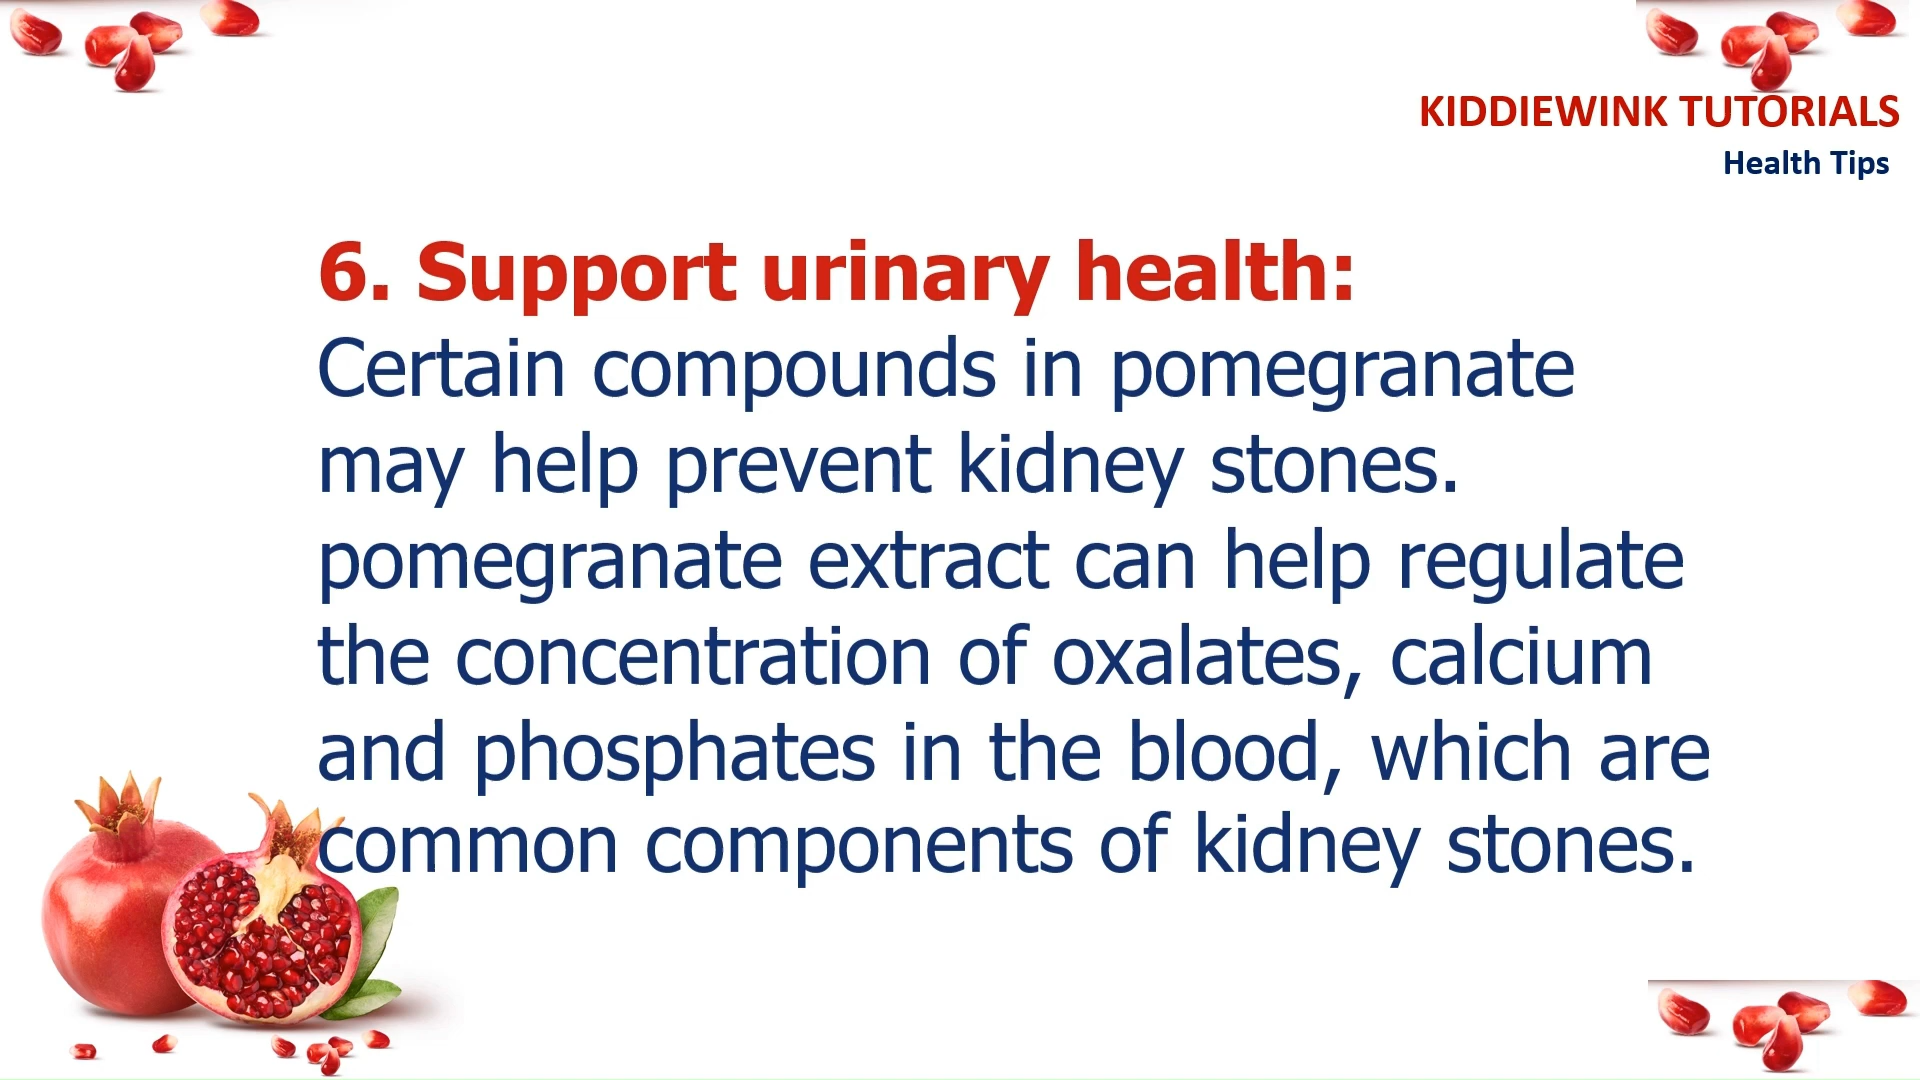 KIDDIEWINK TUTORIALS
Health Tips
6. Support urinary health:
Certain compounds in pomegranate
may help prevent kidney stones.
pomegranate extract can help regulate
the concentration of oxalates, calcium
and phosphates in the blood, which are
common components of kidney stones.